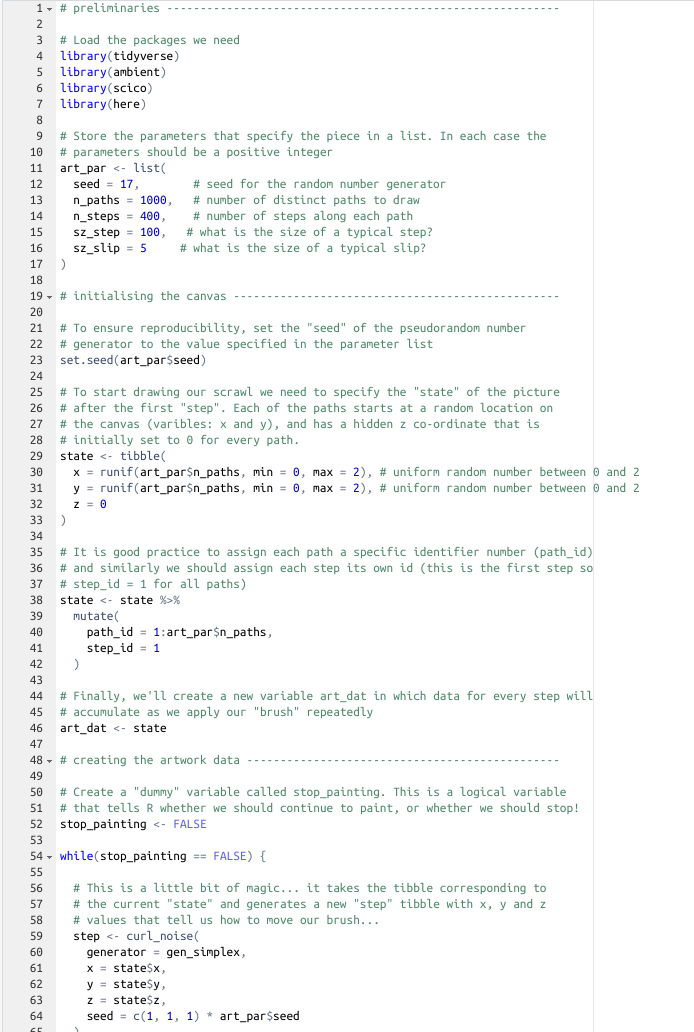 1 # preliminaries -----------------------------------------------------------
2
3 # Load the packages we need
4 library(tidyverse)
5 library(ambient)
6 library(scico)
7 library(here)
8
9 # Store the parameters that specify the piece in a list. In each case the
10 # parameters should be a positive integer
11 art_par <- list(
12   seed = 17,        # seed for the random number generator
13   n_paths = 1000,   # number of distinct paths to draw
14   n_steps = 400,    # number of steps along each path
15   sz_step = 100,   # what is the size of a typical step?
16   sz_slip = 5     # what is the size of a typical slip?
17 )
18
19 # initialising the canvas -------------------------------------------------
20
21 # To ensure reproducibility, set the "seed" of the pseudorandom number
22 # generator to the value specified in the parameter list
23 set.seed(art_par$seed)
24
25 # To start drawing our scrawl we need to specify the "state" of the picture
26 # after the first "step". Each of the paths starts at a random location on
27 # the canvas (varibles: x and y), and has a hidden z co-ordinate that is
28 # initially set to 0 for every path.
29 state <- tibble(
30   x = runif(art_par$n_paths, min = 0, max = 2), # uniform random number between 0 and 2
31   y = runif(art_par$n_paths, min = 0, max = 2), # uniform random number between 0 and 2
32   z = 0
33 )
34
35 # It is good practice to assign each path a specific identifier number (path_id)
36 # and similarly we should assign each step its own id (this is the first step so
37 # step_id = 1 for all paths)
38 state <- state %>%
39   mutate(
40     path_id = 1:art_par$n_paths,
41     step_id = 1
42   )
43
44 # Finally, we'll create a new variable art_dat in which data for every step will
45 # accumulate as we apply our "brush" repeatedly
46 art_dat <- state
47
48 # creating the artwork data -----------------------------------------------
49
50 # Create a "dummy" variable called stop_painting. This is a logical variable
51 # that tells R whether we should continue to paint, or whether we should stop!
52 stop_painting <- FALSE
53
54 while(stop_painting == FALSE) {
55
56   # This is a little bit of magic... it takes the tibble corresponding to
57   # the current "state" and generates a new "step" tibble with x, y and z
58   # values that tell us how to move our brush...
59   step <- curl_noise(
60     generator = gen_simplex,
61     x = state$x,
62     y = state$y,
63     z = state$z,
64     seed = c(1, 1, 1) * art_par$seed